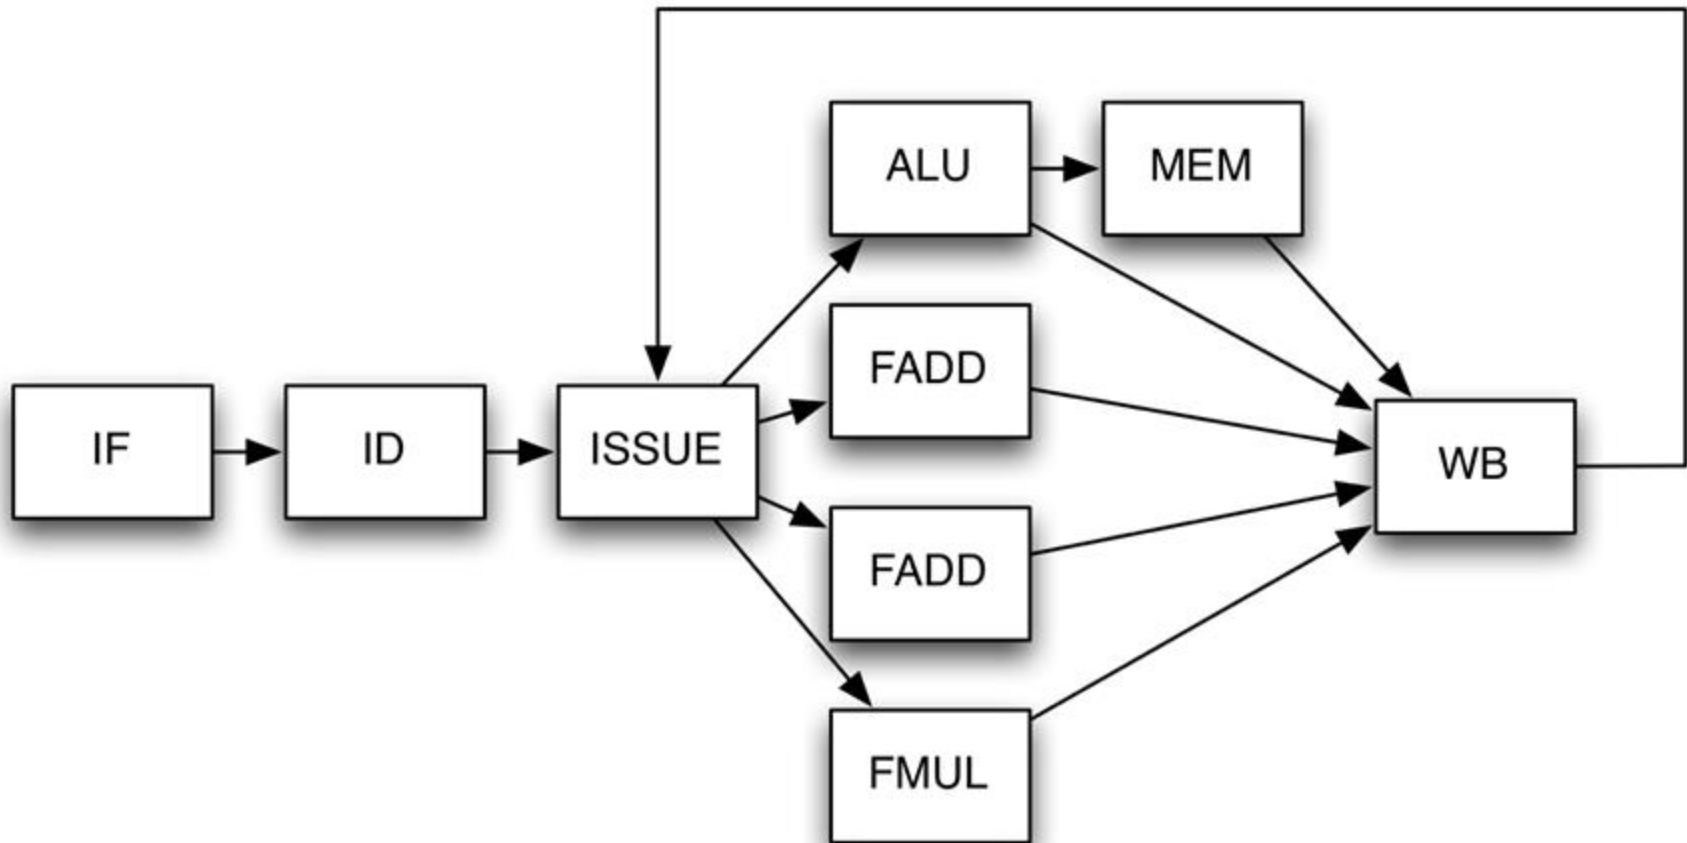 IF
ID
ISSUE
ALU
MEM
FADD
FADD
FMUL
WB